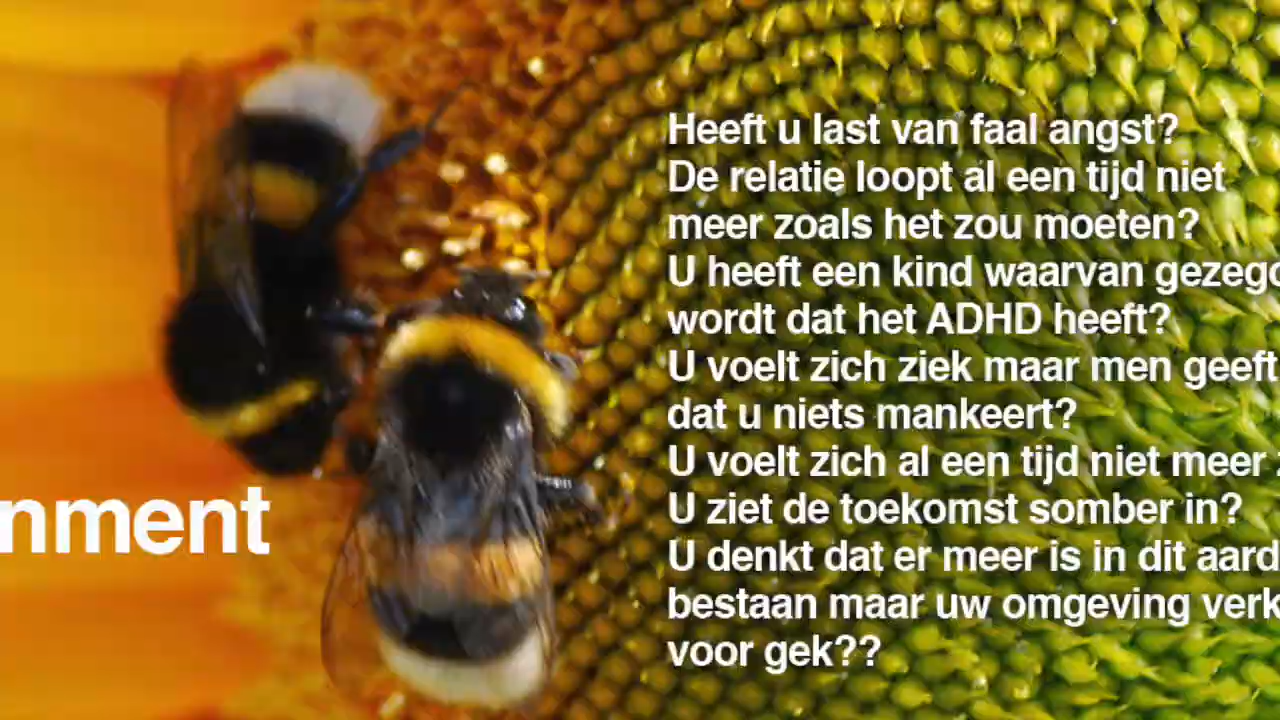 Heeft u last van faal angst?
De relatie loopt al een tijd niet
meer zoals het zou moeten?
U heeft een kind waarvan
wordt dat het ADHD heeft?
U voelt zich ziek maar men geeft
dat u niets mankeert?
U voelt zich al een tijd niet meer
U ziet de toekomst somber in?
U denkt dat er meer is in dit
bestaan maar uw omgeving
voor gek??